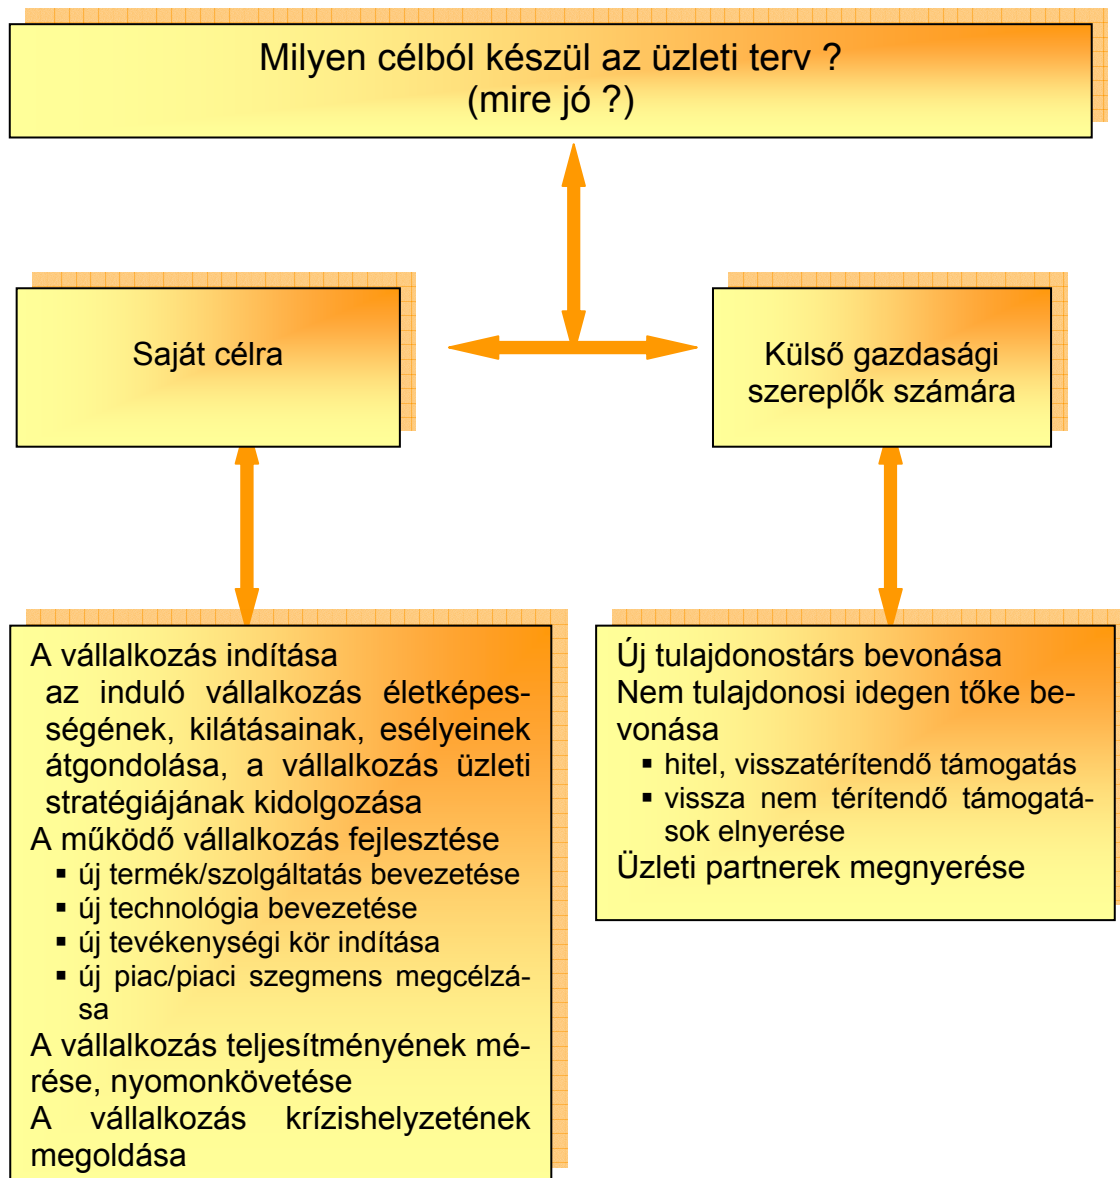 Milyen célból készül az üzleti terv ?
(mire jó ?)
Saját célra
Külső gazdasági
szereplők számára
A vállalkozás indítása
az induló vállalkozás életképes-
ségének, kilátásainak, esélyeinek
átgondolása, a vállalkozás üzleti
stratégiájának kidolgozása
A működő vállalkozás fejlesztése
▪ új termék/szolgáltatás bevezetése
▪ új technológia bevezetése
▪ új tevékenységi kör indítása
▪ új piac/piaci szegmens megcélzá-
sa
A vállalkozás teljesítményének mé-
rése, nyomonkövetése
A vállalkozás krízishelyzetének
megoldása
Új tulajdonostárs bevonása
Nem tulajdonosi idegen tőke be-
vonása
▪ hitel, visszatérítendő támogatás
▪ vissza nem térítendő támogatá-
sok elnyerése
Üzleti partnerek megnyerése